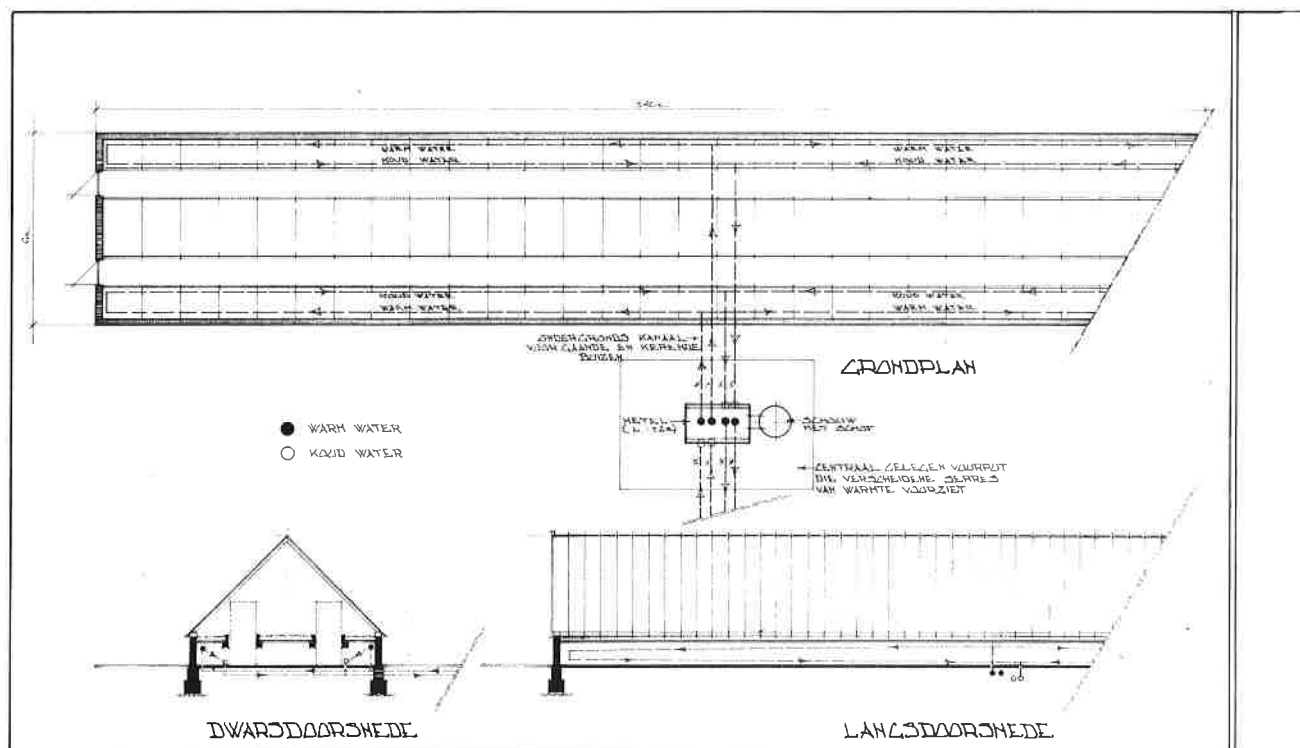 WARM WATER
KOUD WATER
WARM WATER
KOUD WATER
KOUD WATER
WARM WATER
KOUD WATER
WARM WATER
ONDERGRONDS KANAAL
VOOR GAANDE EN KERENDE
BUIZEN
GRONDPLAN
KETEL
SCHOUW
MET SCHUIF
WARM WATER
KOUD WATER
CENTRAAL GELEGEN VUURPUT
DIE VERSCHEIDENE SERRES
VAN WARMTE VOORZIET
DWARSDOORSNEDE
LANGSDOORSNEDE